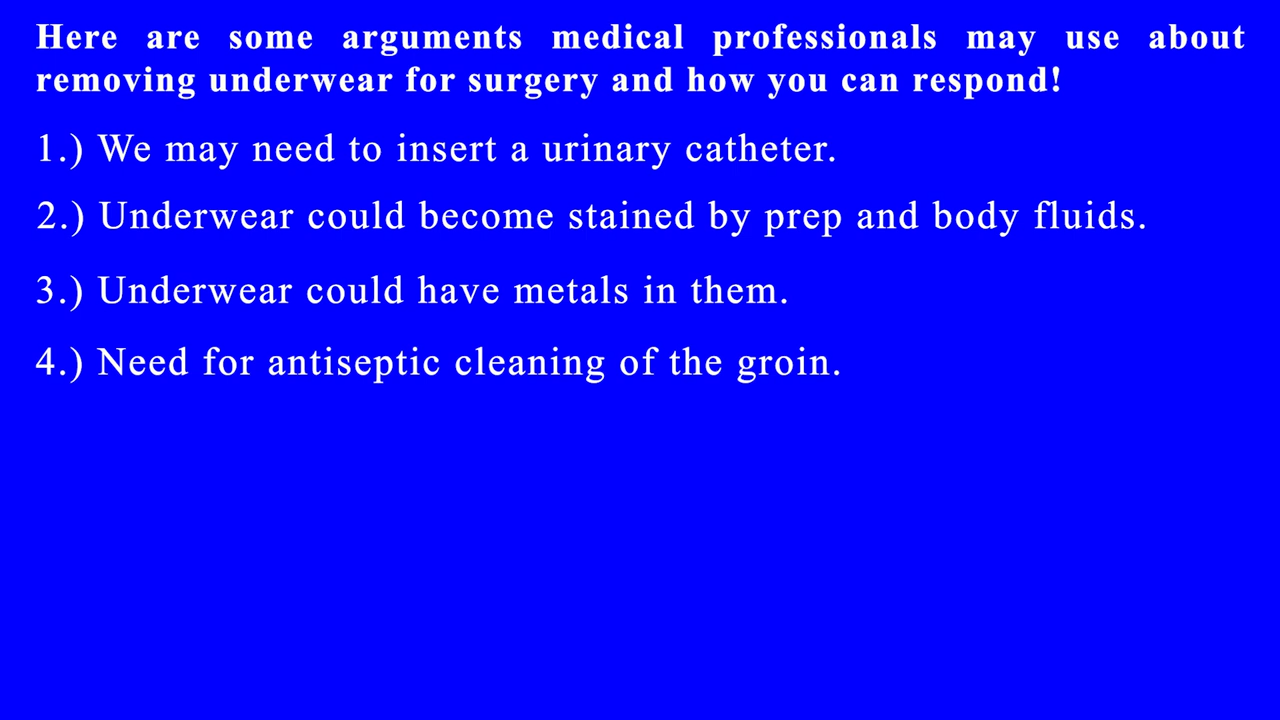 Here are some arguments medical professionals may use about
removing underwear for surgery and how you can respond!
1.) We may need to insert a urinary catheter.
2.) Underwear could become stained by prep and body fluids.
3.) Underwear could have metals in them.
4.) Need for antiseptic cleaning of the groin.